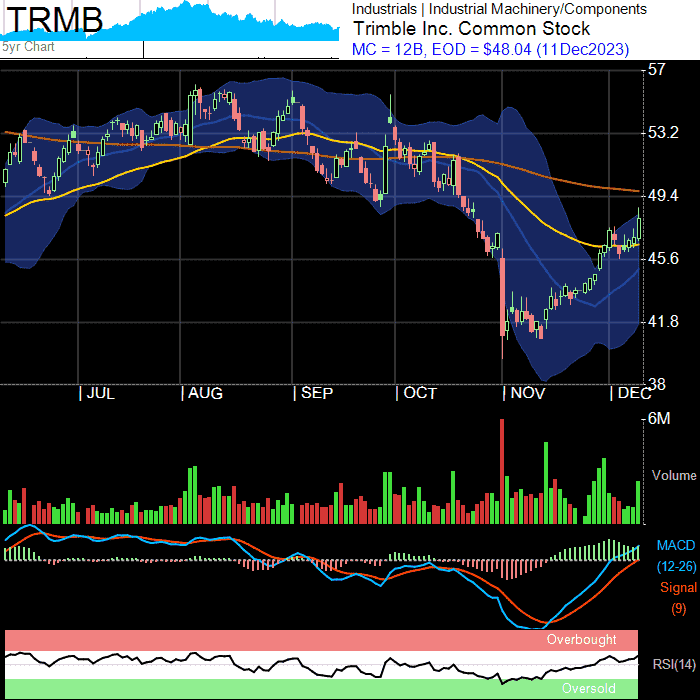 TRMB
5yr Chart
Industrials | Industrial Machinery/Components
Trimble Inc. Common Stock
MC = 12B, EOD = $48.04 (11Dec2023)
57
53.2
49.4
45.6
41.8
38
| JUL | AUG | SEP | OCT | NOV | DEC
6M
Volume
MACD
(12-26)
Signal
(9)
Overbought
RSI(14)
Oversold